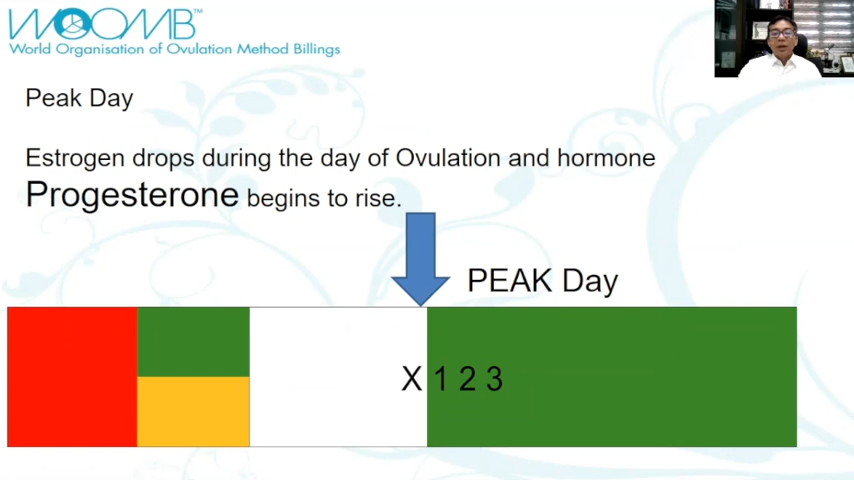 WOOMB™
World Organisation of Ovulation Method Billings
Peak Day
Estrogen drops during the day of Ovulation and hormone
Progesterone begins to rise.
PEAK Day
X 1 2 3